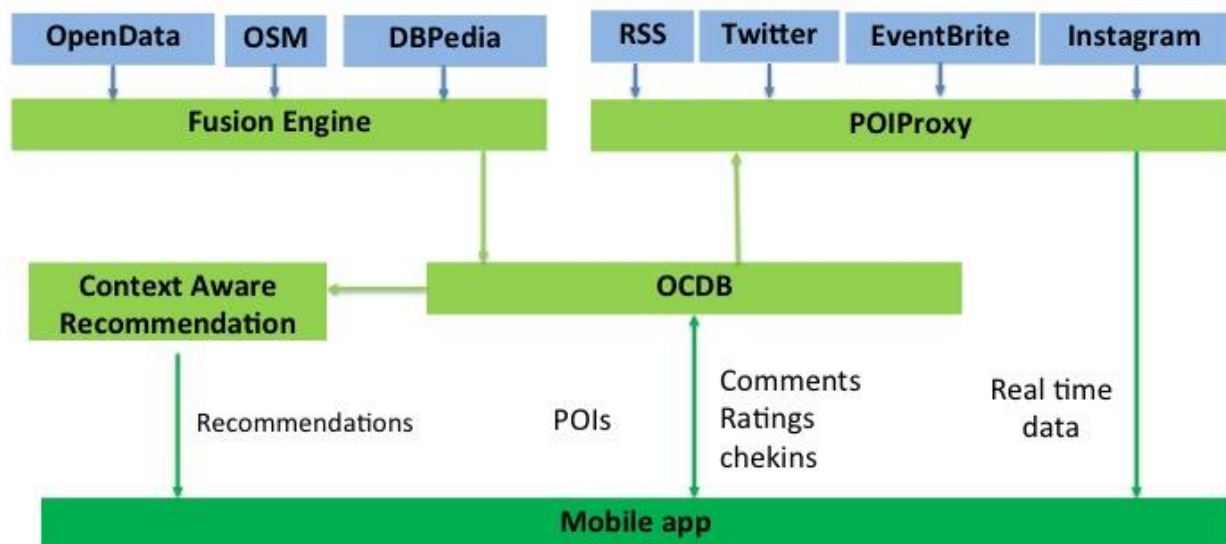 OpenData
OSM
DBPedia
RSS
Twitter
EventBrite
Instagram
Fusion Engine
POIProxy
Context Aware
Recommendation
OCDB
Recommendations
POIs
Comments
Ratings
chekins
Real time
data
Mobile app